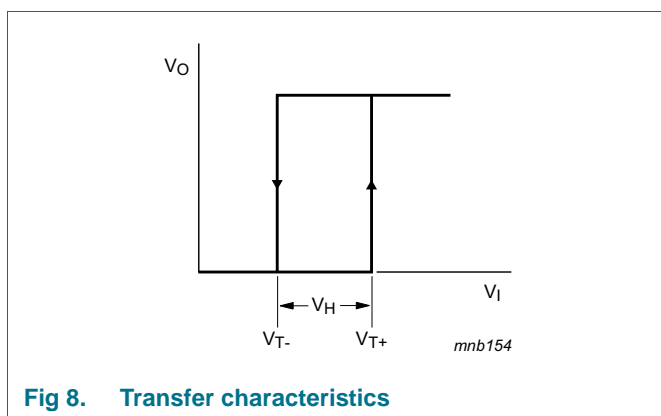 VO
VI
VH
VT-
VT+
mnb154
Fig 8. Transfer characteristics